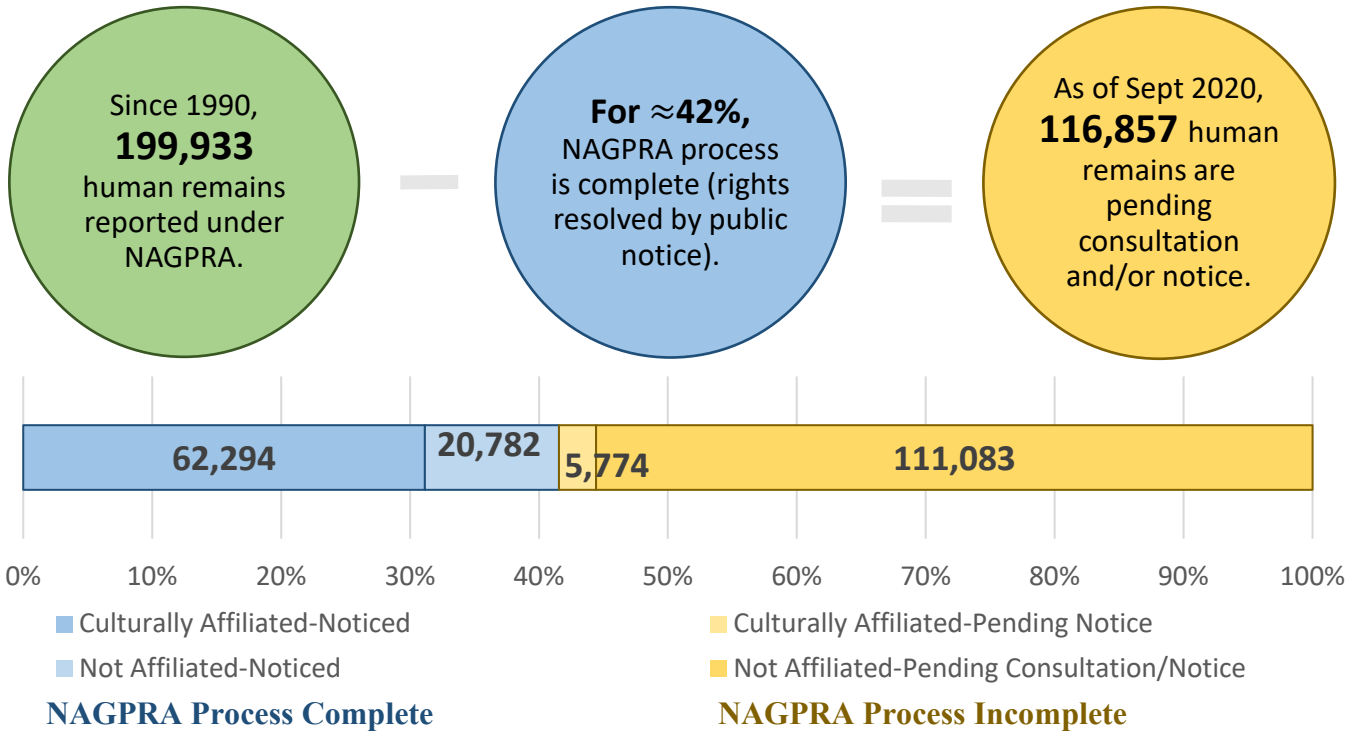 Since 1990,
199,933
human remains
reported under
NAGPRA.
For ≈42%,
NAGPRA process
is complete (rights
resolved by public
notice).
As of Sept 2020,
116,857 human
remains are
pending
consultation
and/or notice.
62,294
20,782
5,774
111,083
0% 10% 20% 30% 40% 50% 60% 70% 80% 90% 100%
Culturally Affiliated-Noticed
Not Affiliated-Noticed
NAGPRA Process Complete
Culturally Affiliated-Pending Notice
Not Affiliated-Pending Consultation/Notice
NAGPRA Process Incomplete